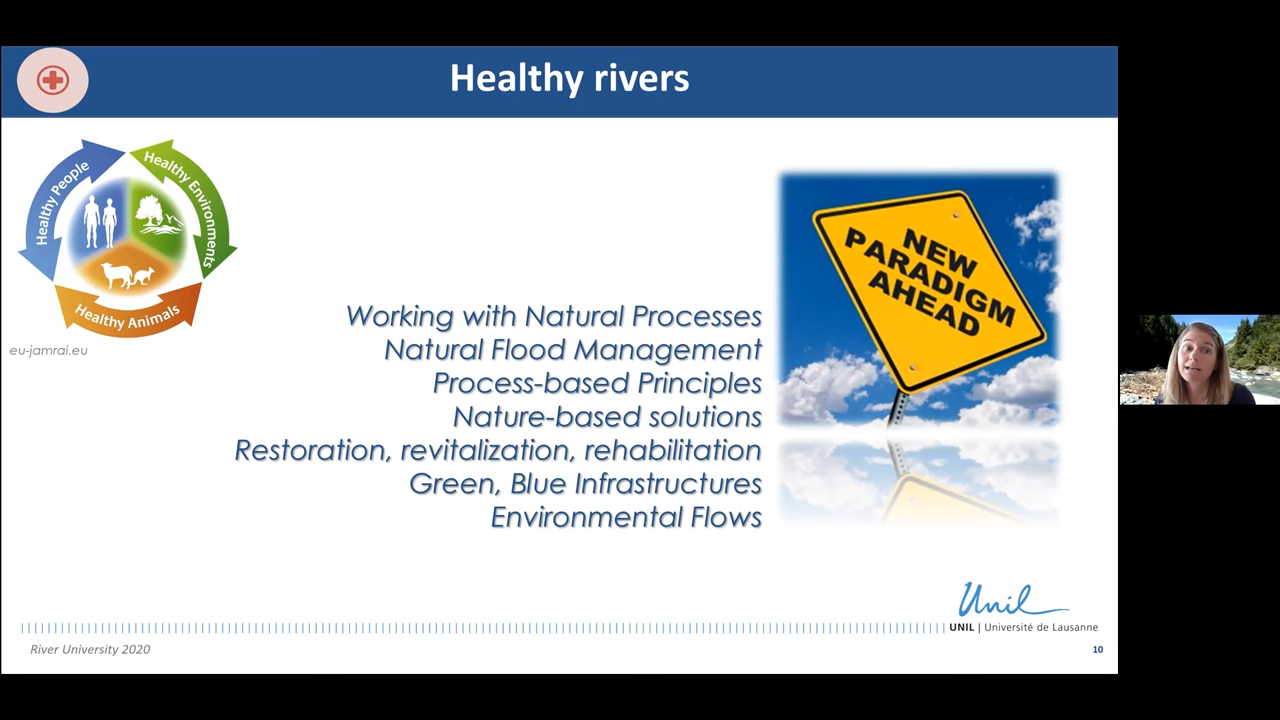 Healthy rivers
Healthy People
Healthy Environments
Healthy Animals
eu-jamrai.eu
Working with Natural Processes
Natural Flood Management
Process-based Principles
Nature-based solutions
Restoration, revitalization, rehabilitation
Green, Blue Infrastructures
Environmental Flows
NEW
PARADIGM
AHEAD
Unil
UNIL | Université de Lausanne
River University 2020
10